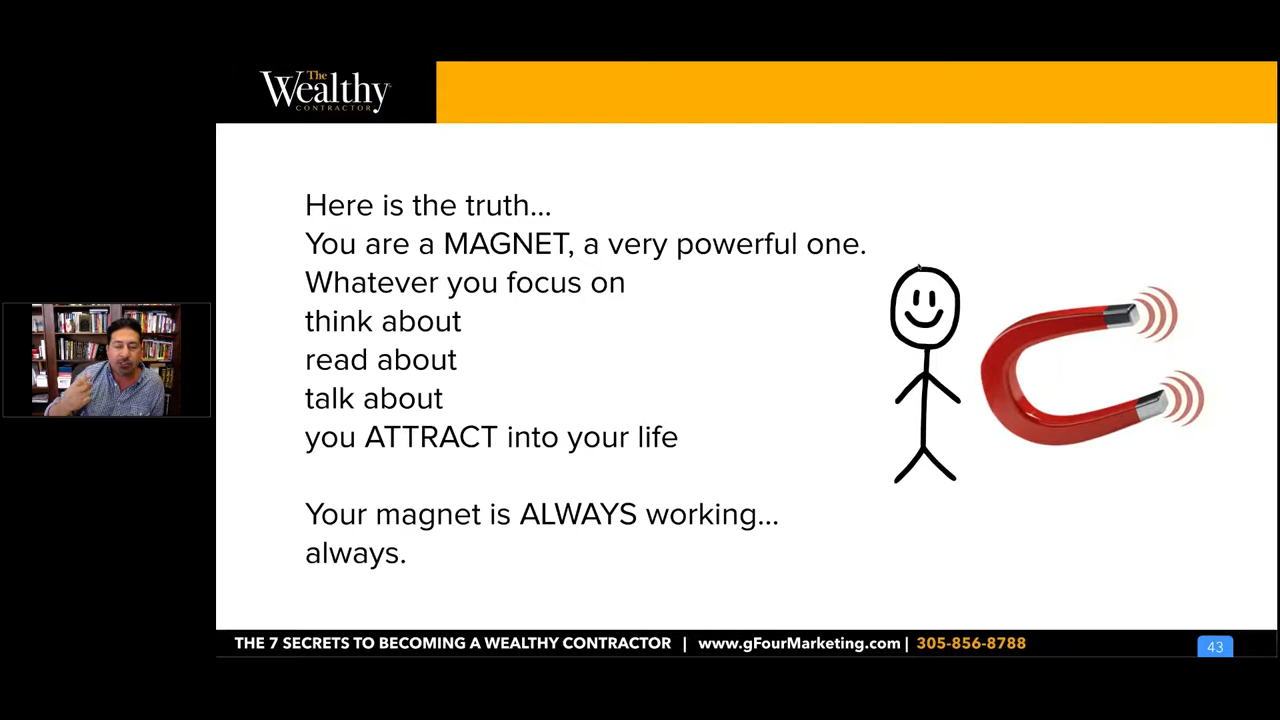 The
Wealthy
CONTRACTOR
Here is the truth...
You are a MAGNET, a very powerful one.
Whatever you focus on
think about
read about
talk about
you ATTRACT into your life
Your magnet is ALWAYS working...
always.
THE 7 SECRETS TO BECOMING A WEALTHY CONTRACTOR | www.gFourMarketing.com | 305-856-8788
43